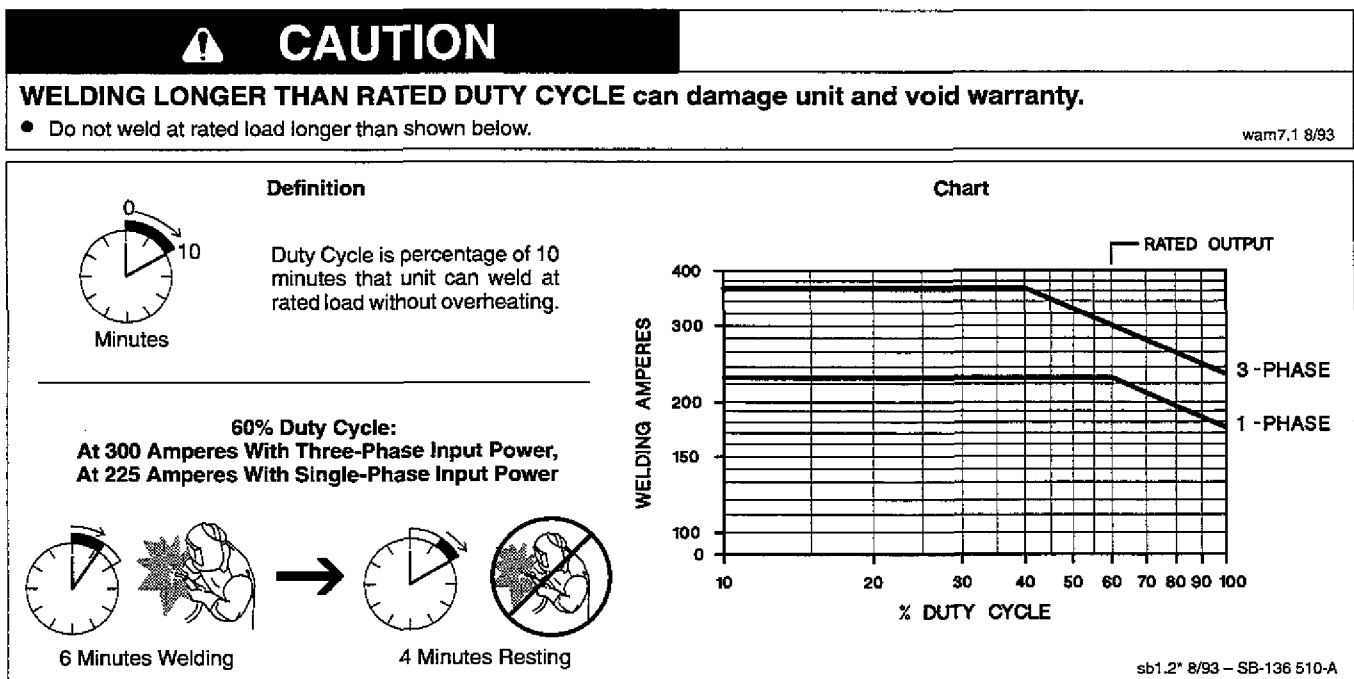 CAUTION
WELDING LONGER THAN RATED DUTY CYCLE can damage unit and void warranty.
● Do not weld at rated load longer than shown below.
warn7.1 8/93
Definition
0
10
Minutes
Duty Cycle is percentage of 10
minutes that unit can weld at
rated load without overheating.
60% Duty Cycle:
At 300 Amperes With Three-Phase Input Power,
At 225 Amperes With Single-Phase Input Power
6 Minutes Welding
4 Minutes Resting
Chart
RATED OUTPUT
WELDING AMPERES
400
300
200
150
100
0
3-PHASE
1-PHASE
10 20 30 40 50 60 70 80 90 100
% DUTY CYCLE
sb1.2* 8/93 – SB-136 510-A